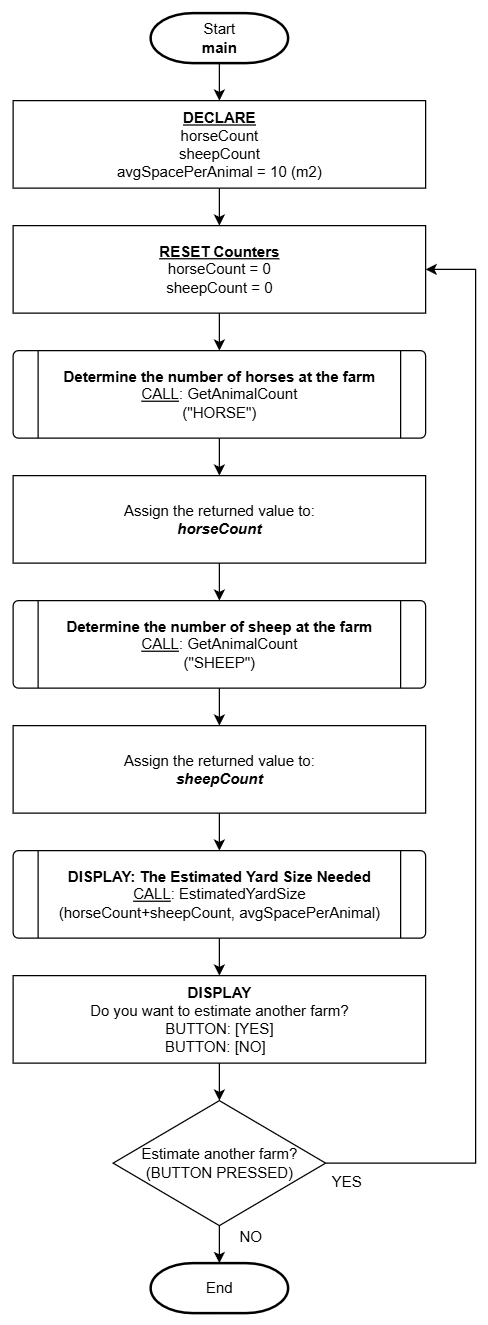 Start
main
DECLARE
horseCount
sheepCount
avgSpacePerAnimal = 10 (m2)
RESET Counters
horseCount = 0
sheepCount = 0
Determine the number of horses at the farm
CALL: GetAnimalCount
("HORSE")
Assign the returned value to:
horseCount
Determine the number of sheep at the farm
CALL: GetAnimalCount
("SHEEP")
Assign the returned value to:
sheepCount
DISPLAY: The Estimated Yard Size Needed
CALL: EstimatedYardSize
(horseCount+sheepCount, avgSpacePerAnimal)
DISPLAY
Do you want to estimate another farm?
BUTTON: [YES]
BUTTON: [NO]
Estimate another farm?
(BUTTON PRESSED)
YES
NO
End